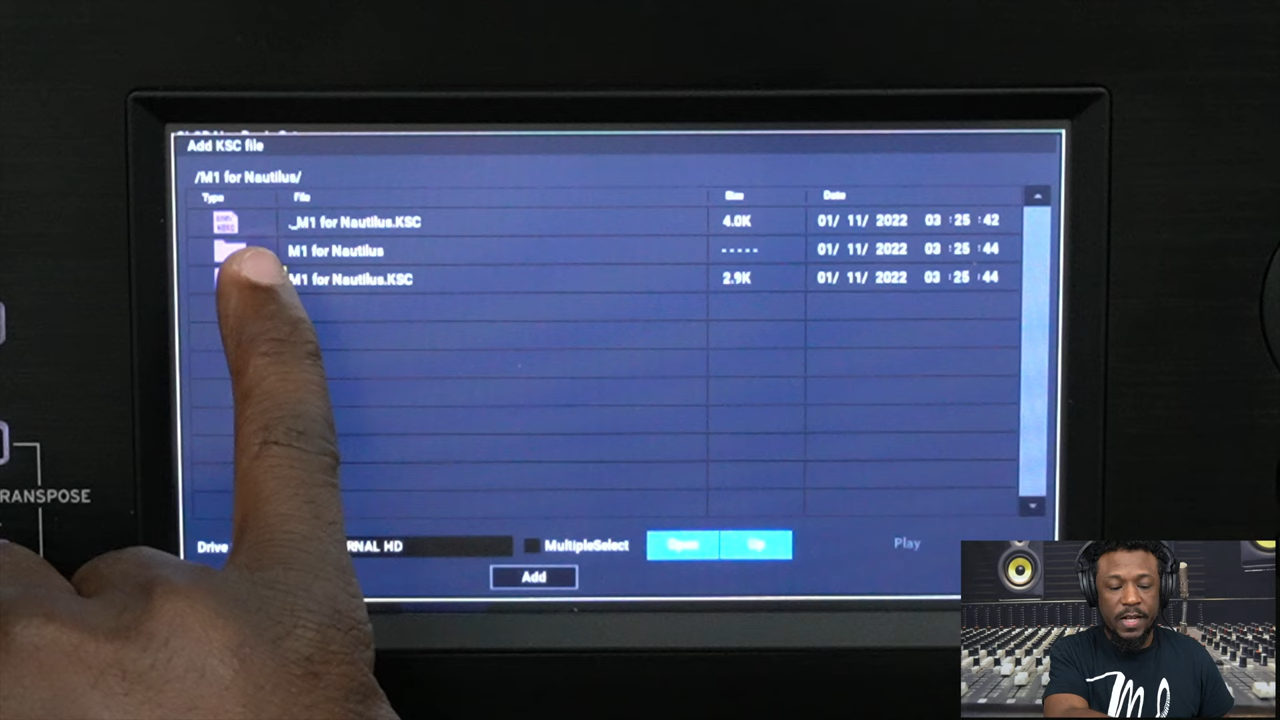 Add KSC file
/M1 for Nautilus/
Type File Size Date
._M1 for Nautilus.KSC 4.0K 01/ 11/ 2022 03 :25 :42
M1 for Nautilus ----- 01/ 11/ 2022 03 :25 :44
M1 for Nautilus.KSC 2.9K 01/ 11/ 2022 03 :25 :44
RANSPOSE
Drive RNAL HD MultipleSelect Open Up Play
Add